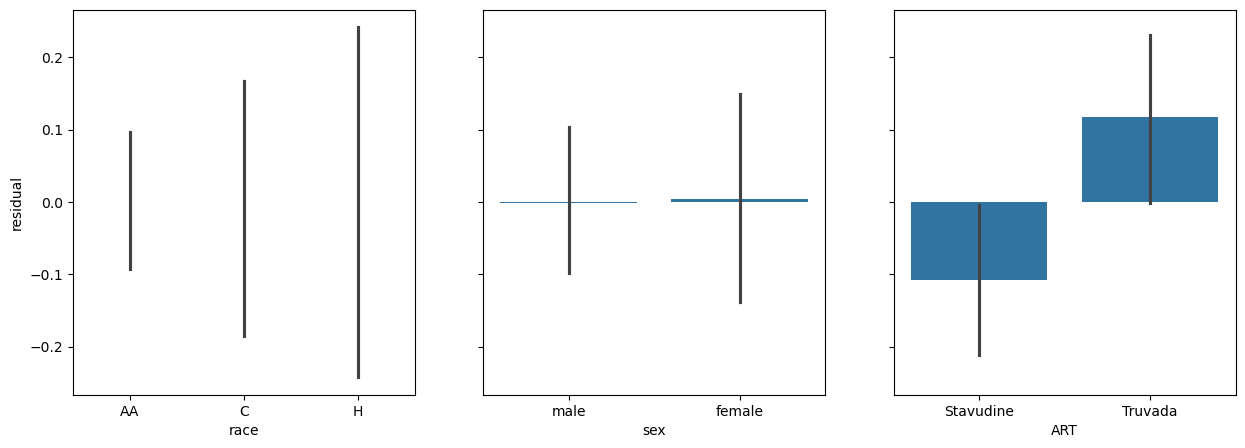 residual
0.2
0.1
0.0
−0.1
−0.2
AA C H
race
male female
sex
Stavudine Truvada
ART